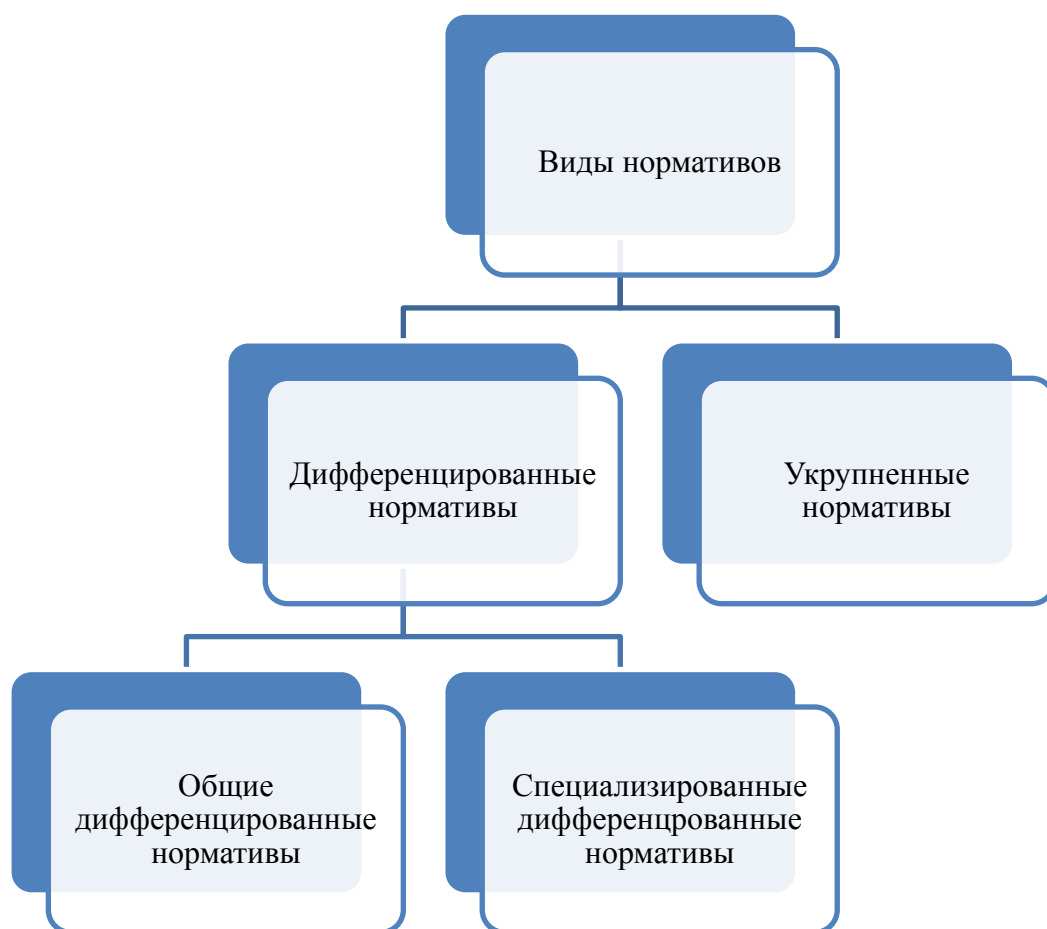 Виды нормативов
Дифференцированные
нормативы
Укрупненные
нормативы
Общие
дифференцированные
нормативы
Специализированные
дифференцрованные
нормативы